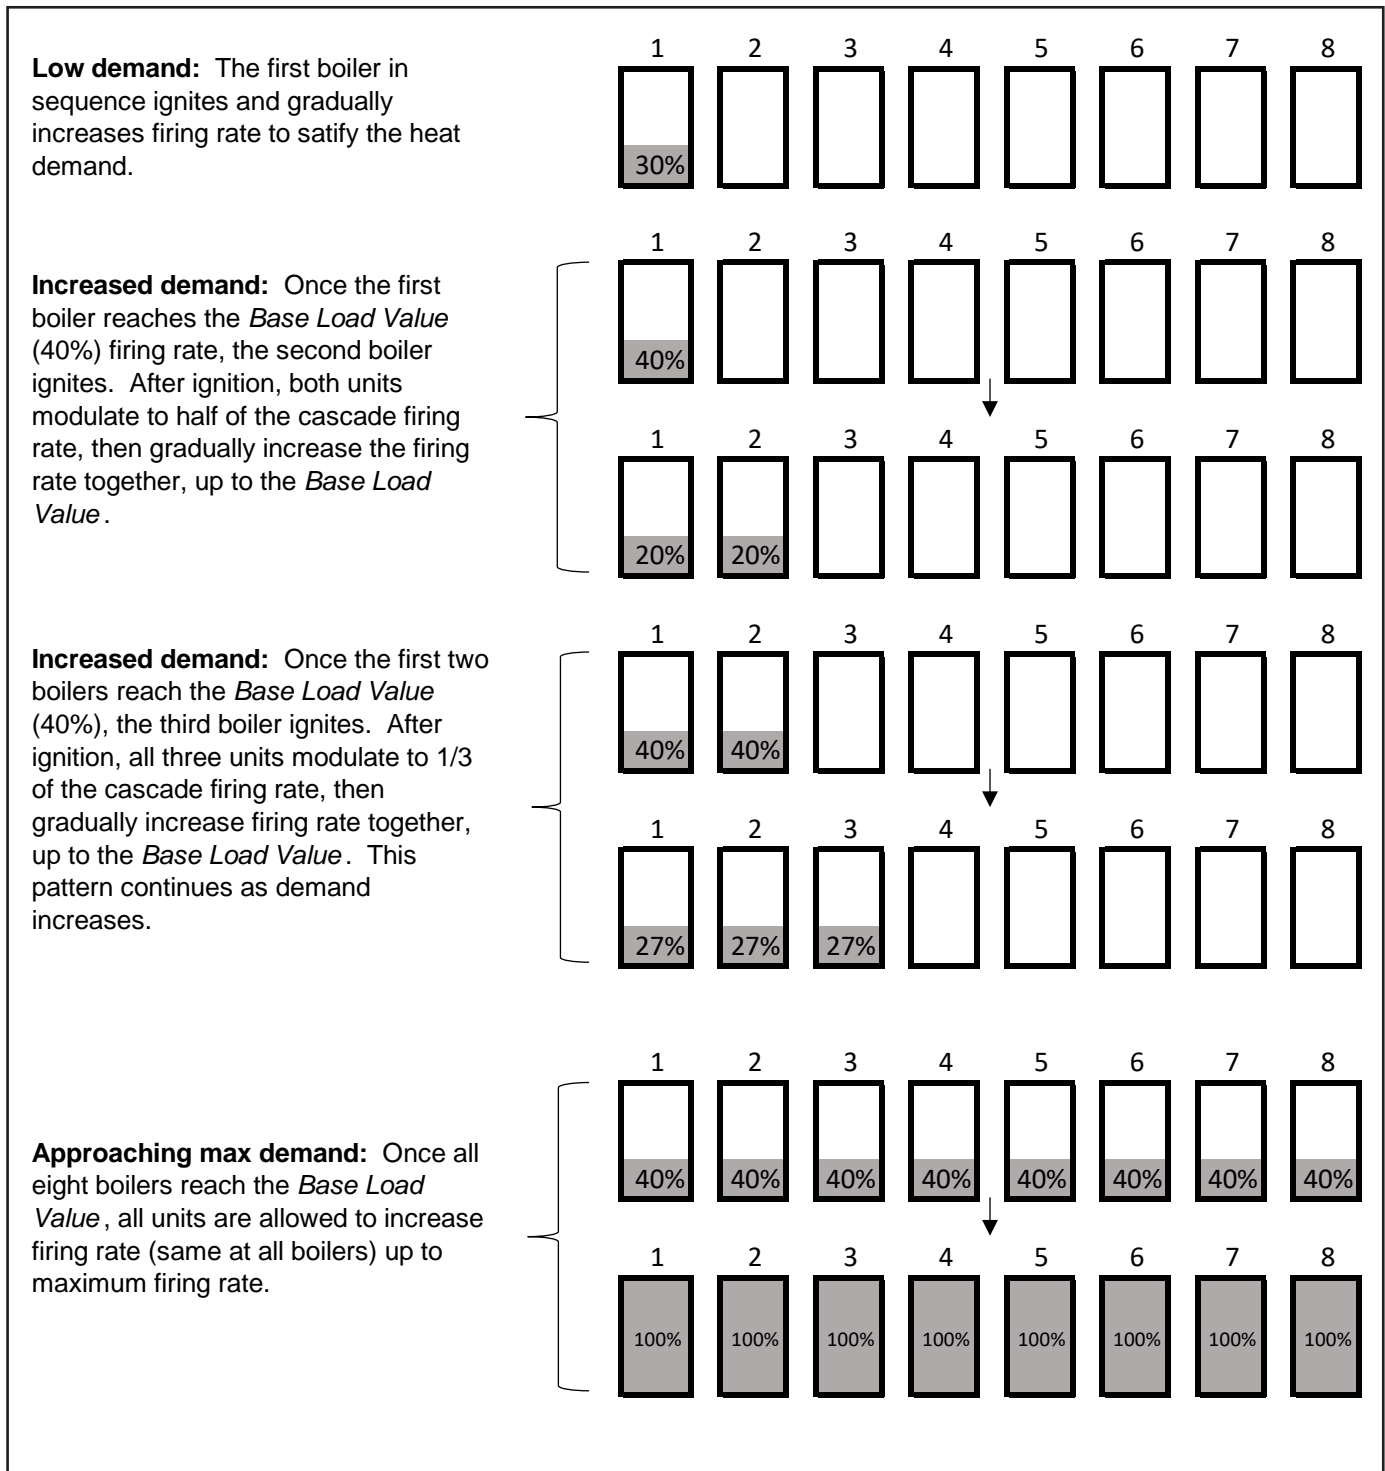 1 2 3 4 5 6 7 8
Low demand: The first boiler in
sequence ignites and gradually
increases firing rate to satify the heat
demand.
30%
1 2 3 4 5 6 7 8
Increased demand: Once the first
boiler reaches the Base Load Value
(40%) firing rate, the second boiler
ignites. After ignition, both units
modulate to half of the cascade firing
rate, then gradually increase the firing
rate together, up to the Base Load
Value.
40%
1 2 3 4 5 6 7 8
20% 20%
1 2 3 4 5 6 7 8
Increased demand: Once the first two
boilers reach the Base Load Value
(40%), the third boiler ignites. After
ignition, all three units modulate to 1/3
of the cascade firing rate, then
gradually increase firing rate together,
up to the Base Load Value. This
pattern continues as demand
increases.
40% 40%
1 2 3 4 5 6 7 8
27% 27% 27%
1 2 3 4 5 6 7 8
Approaching max demand: Once all
eight boilers reach the Base Load
Value, all units are allowed to increase
firing rate (same at all boilers) up to
maximum firing rate.
40% 40% 40% 40% 40% 40% 40% 40%
1 2 3 4 5 6 7 8
100% 100% 100% 100% 100% 100% 100% 100%